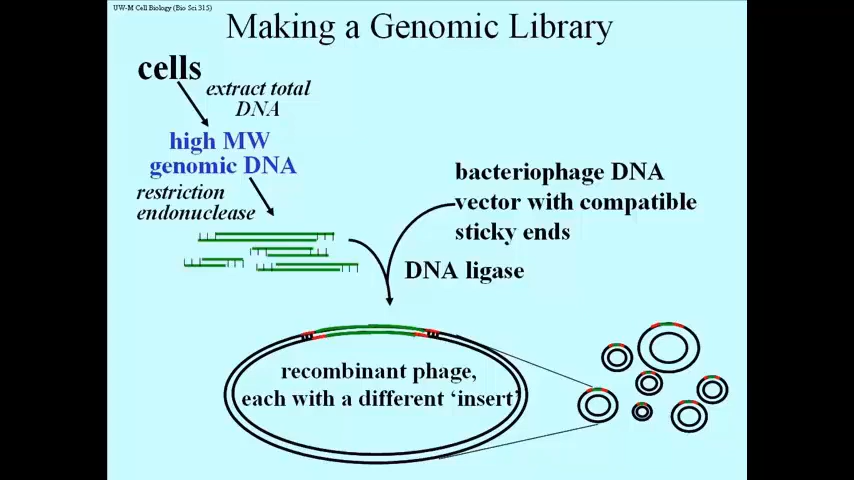 UW-M Cell Biology (Bio Sci 315)
Making a Genomic Library
cells
extract total
DNA
high MW
genomic DNA
restriction
endonuclease
bacteriophage DNA
vector with compatible
sticky ends
DNA ligase
recombinant phage,
each with a different ‘insert’